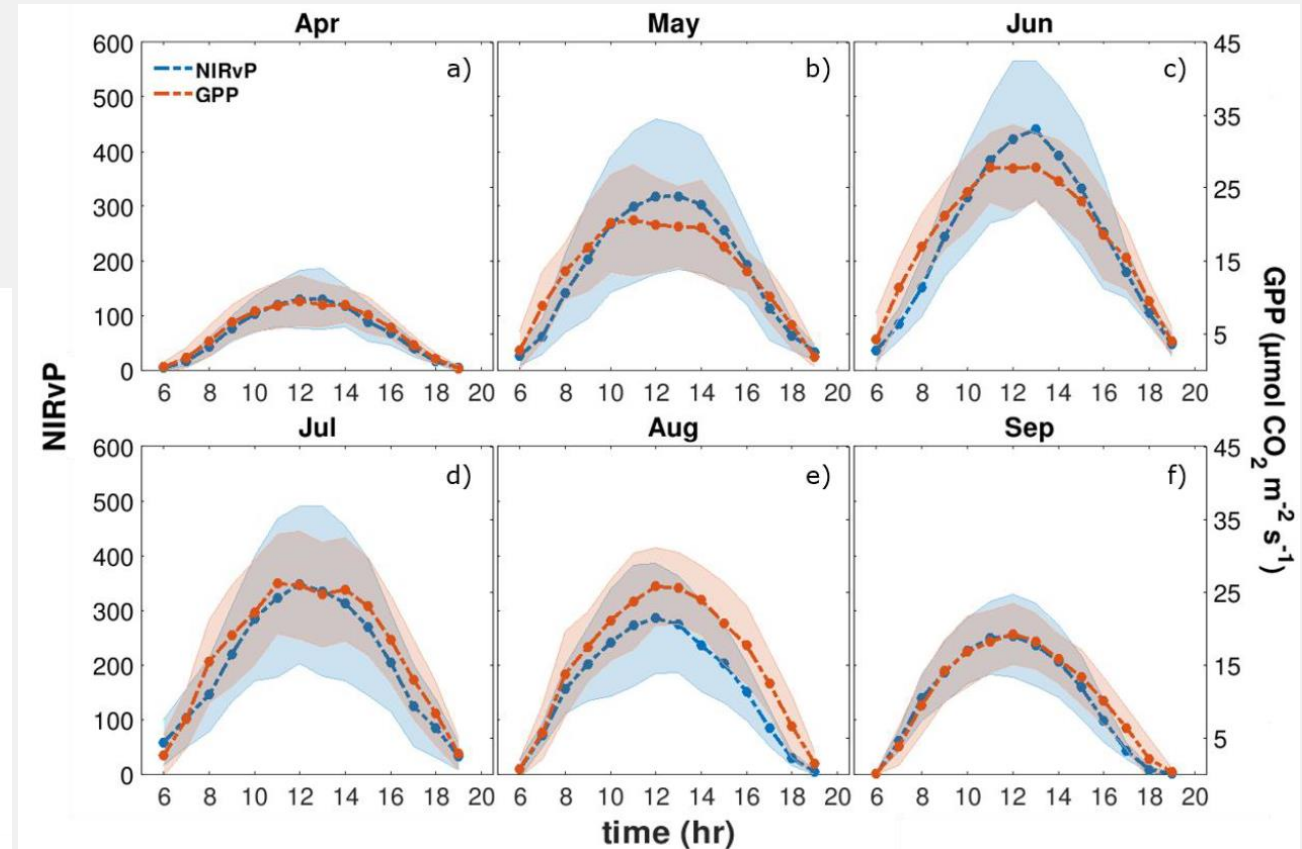 Apr
May
Jun
600
500
400
300
200
100
0
NIRvP
GPP
a)
b)
c)
45
35
25
15
5
6 8 10 12 14 16 18 20
6 8 10 12 14 16 18 20
6 8 10 12 14 16 18 20
NIRvP
GPP (μmol CO2 m-2 s-1)
Jul
Aug
Sep
600
500
400
300
200
100
0
d)
e)
f)
45
35
25
15
5
6 8 10 12 14 16 18 20
6 8 10 12 14 16 18 20
6 8 10 12 14 16 18 20
time (hr)